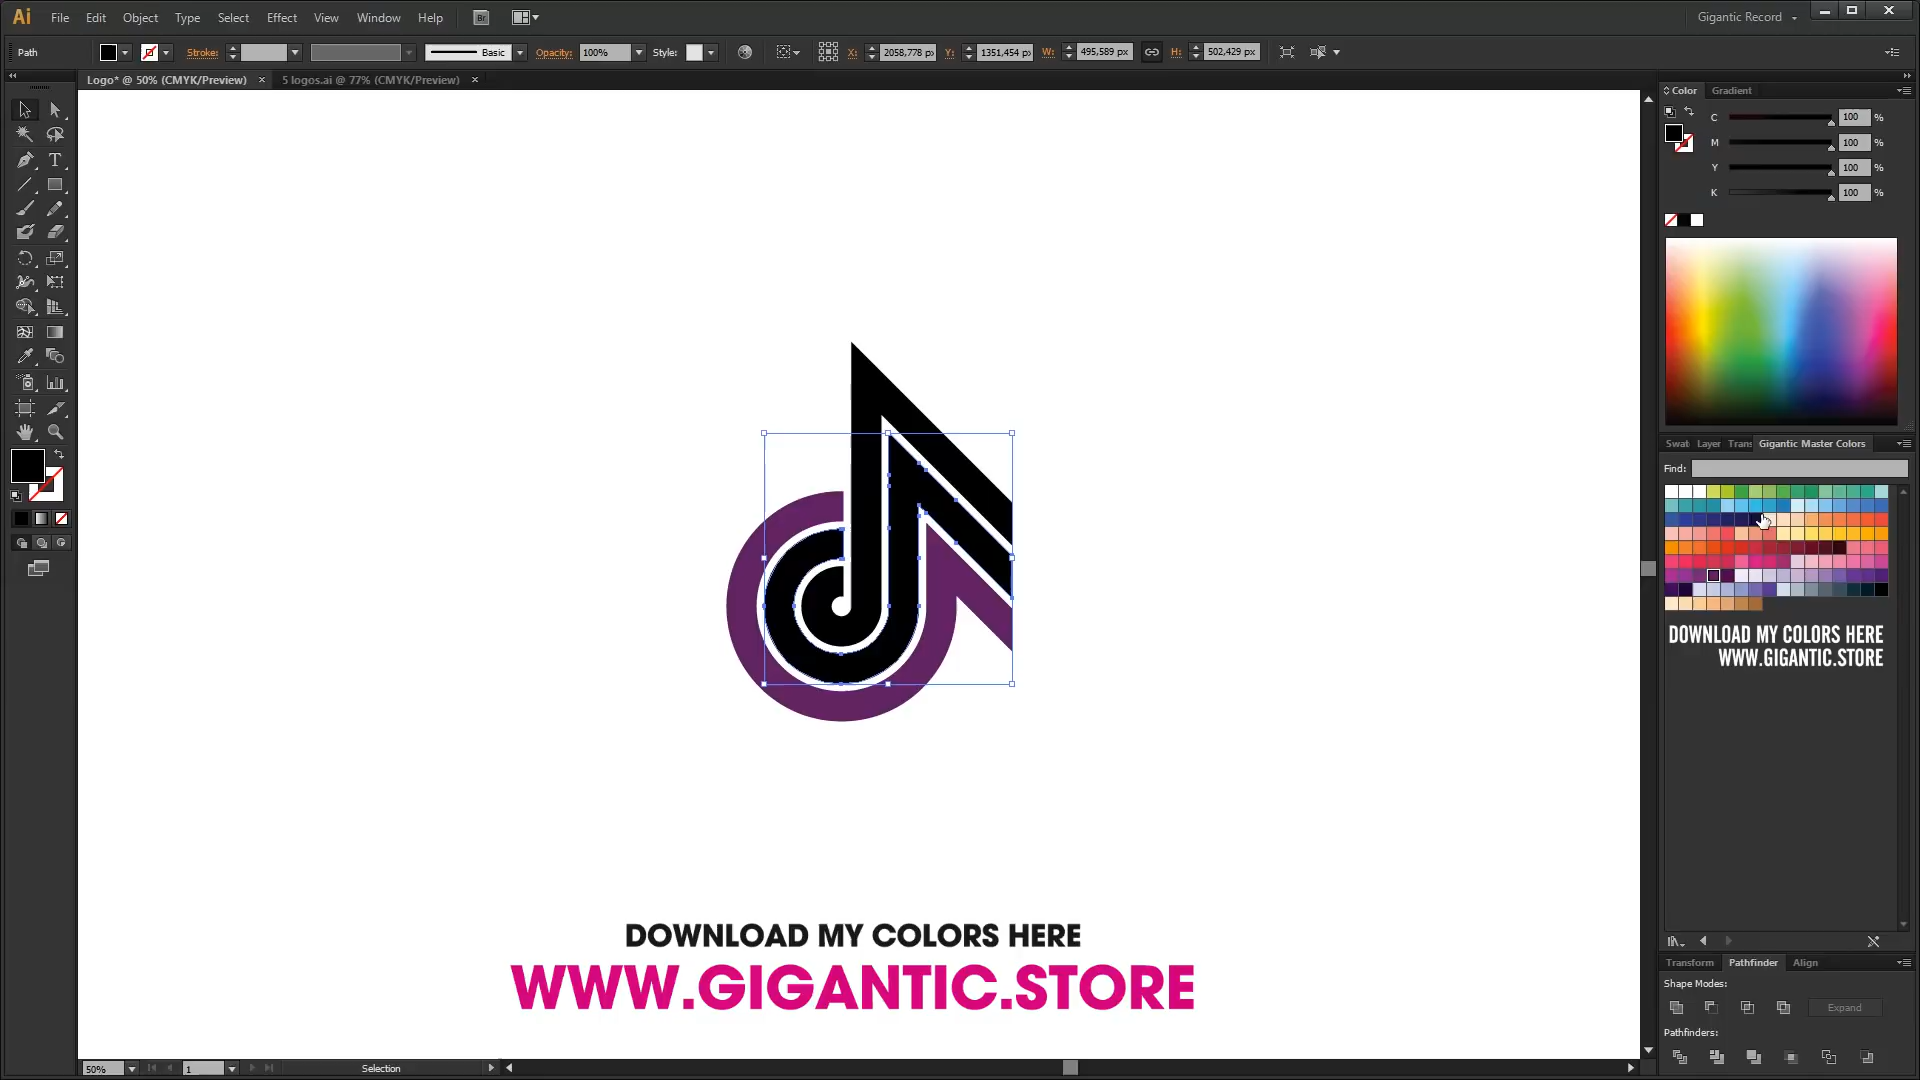 Ai File Edit Object Type Select Effect View Window Help Br Gigantic Record
Path Stroke: Basic Opacity: 100% Style: X: 2058,778 p Y: 1351,454 p W: 495,589 px H: 502,429 px
Logo* @ 50% (CMYK/Preview) × 5 logos.ai @ 77% (CMYK/Preview) ×
Color Gradient
C 100 %
M 100 %
Y 100 %
K 100 %
Swat Layer Trans Gigantic Master Colors
Find:
DOWNLOAD MY COLORS HERE
WWW.GIGANTIC.STORE
DOWNLOAD MY COLORS HERE
WWW.GIGANTIC.STORE
Transform Pathfinder Align
Shape Modes:
Expand
Pathfinders:
50% 1 Selection